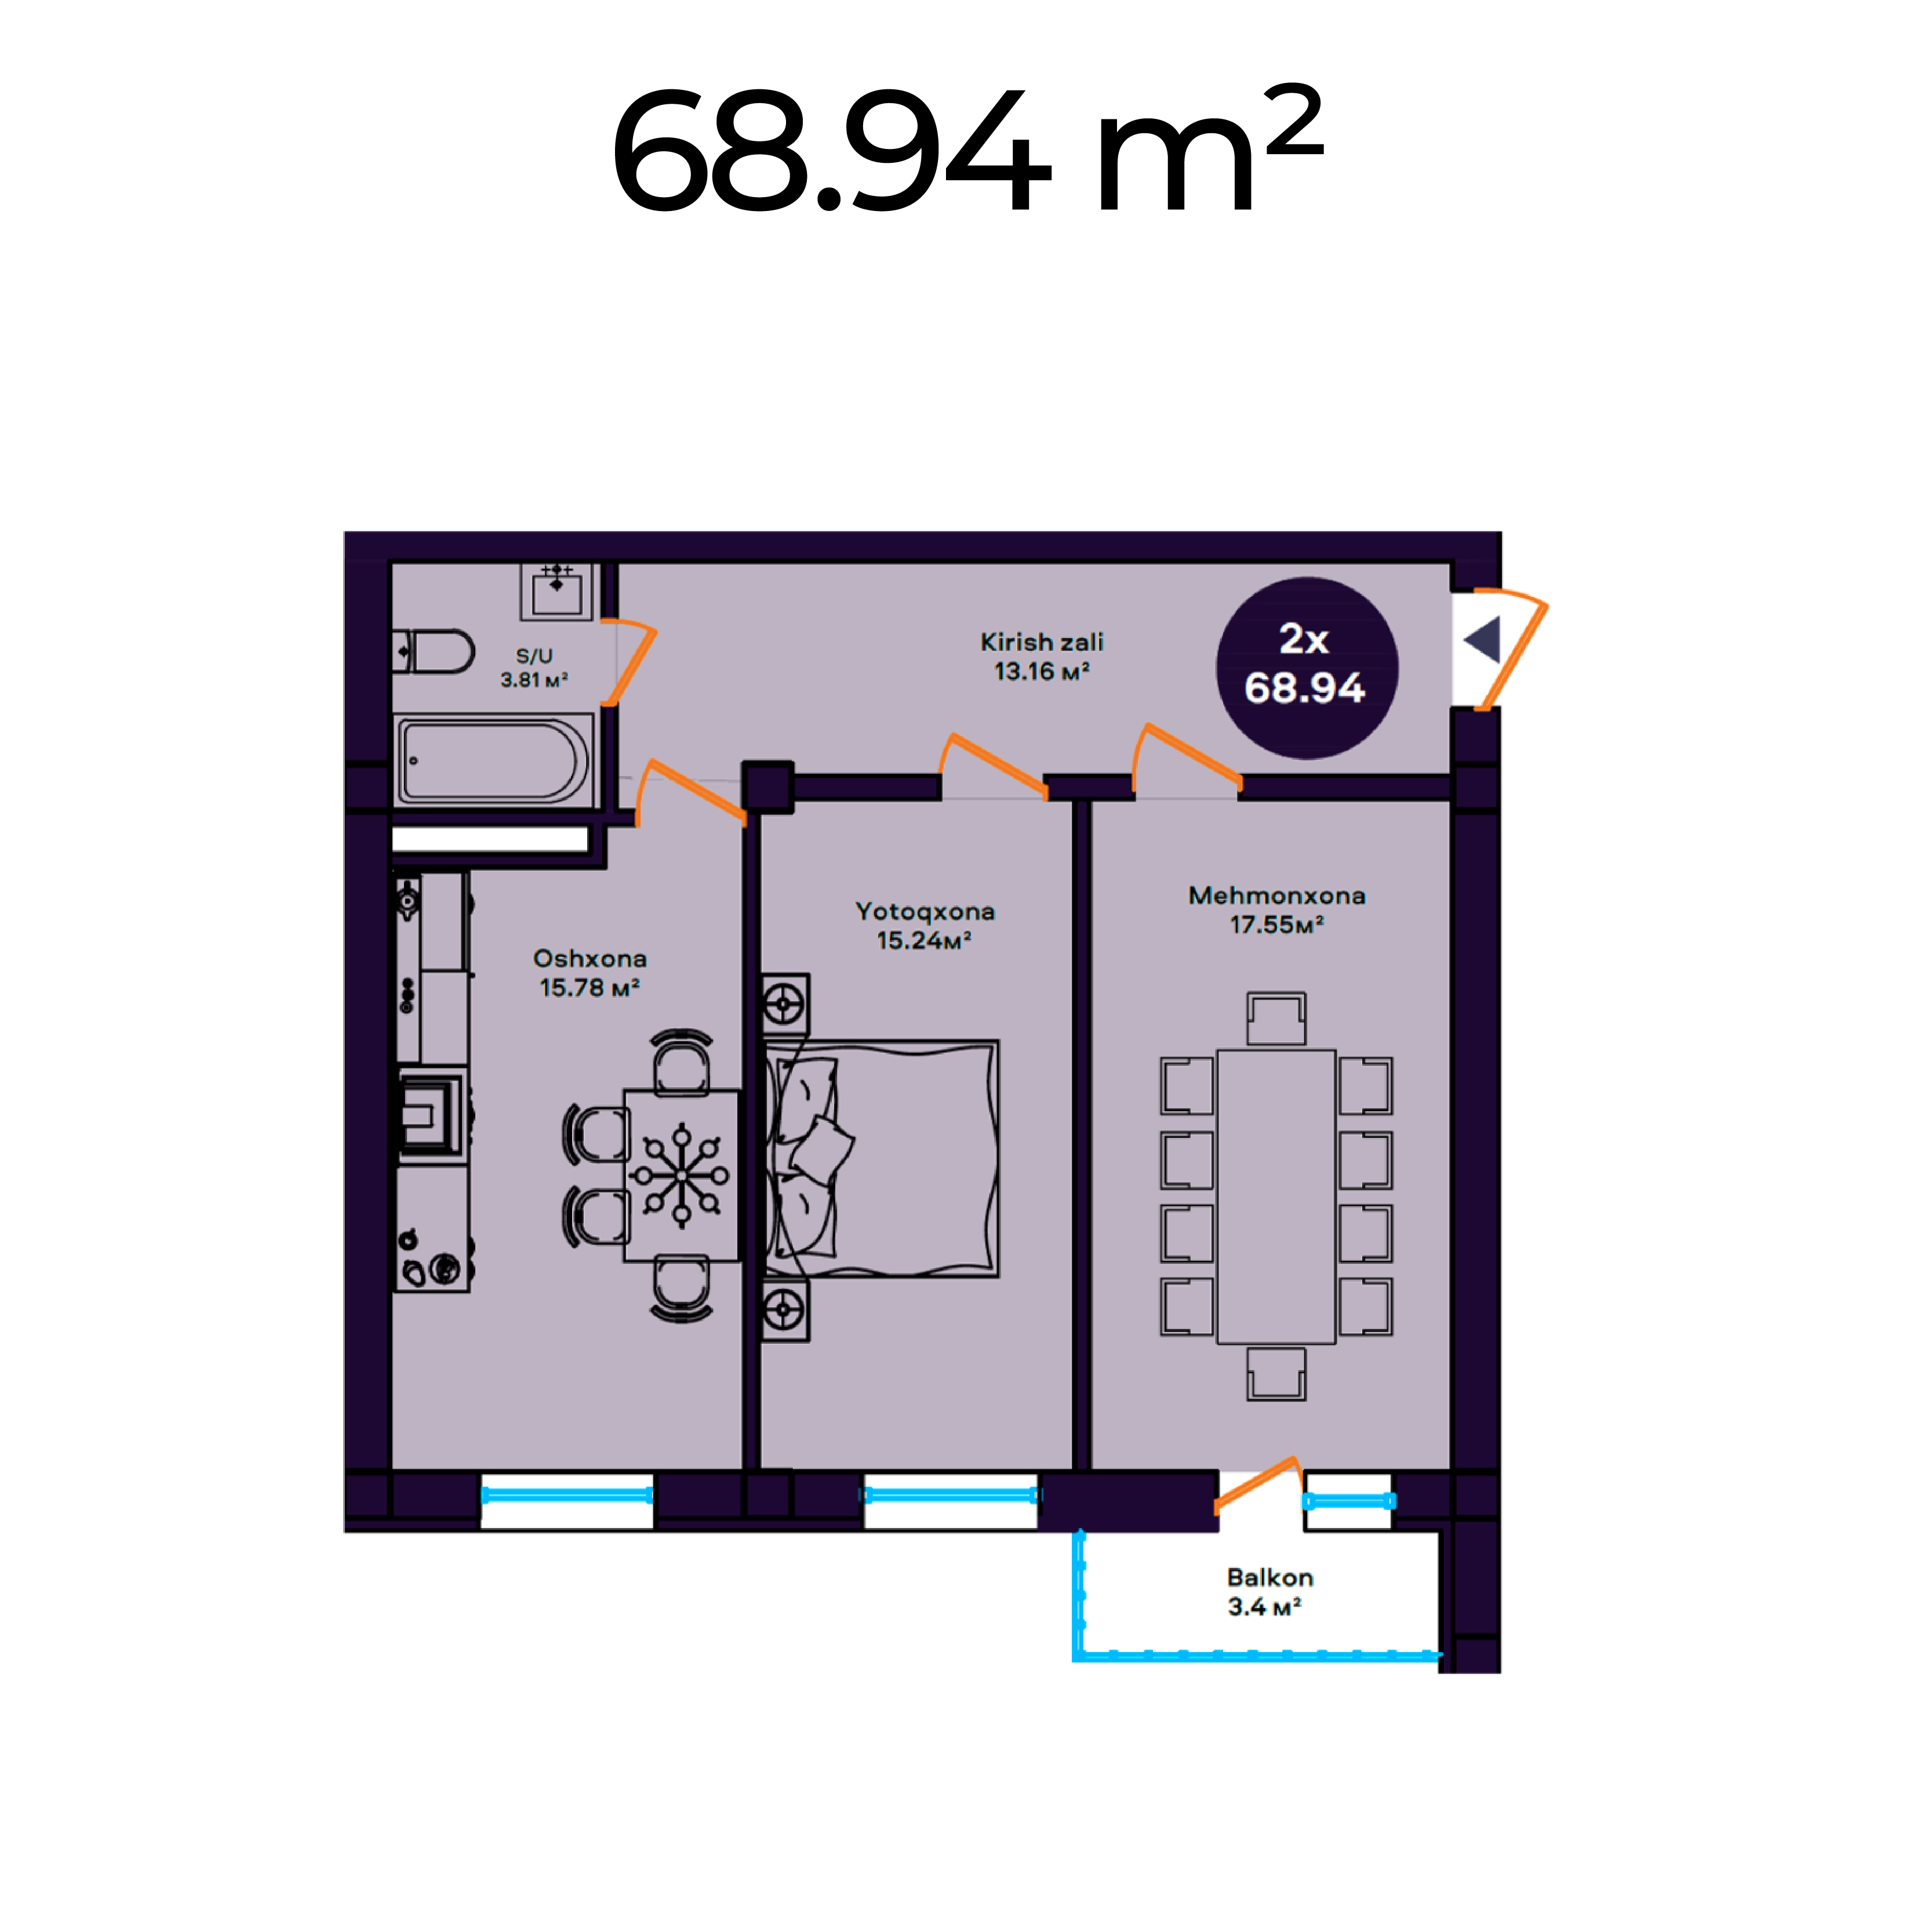 68.94 m²
Kirish zali
13.16 м²
2x
68.94
S/U
3.81 м²
Mehmonxona
17.55м²
Yotoqxona
15.24м²
Oshxona
15.78 м²
Balkon
3.4 м²